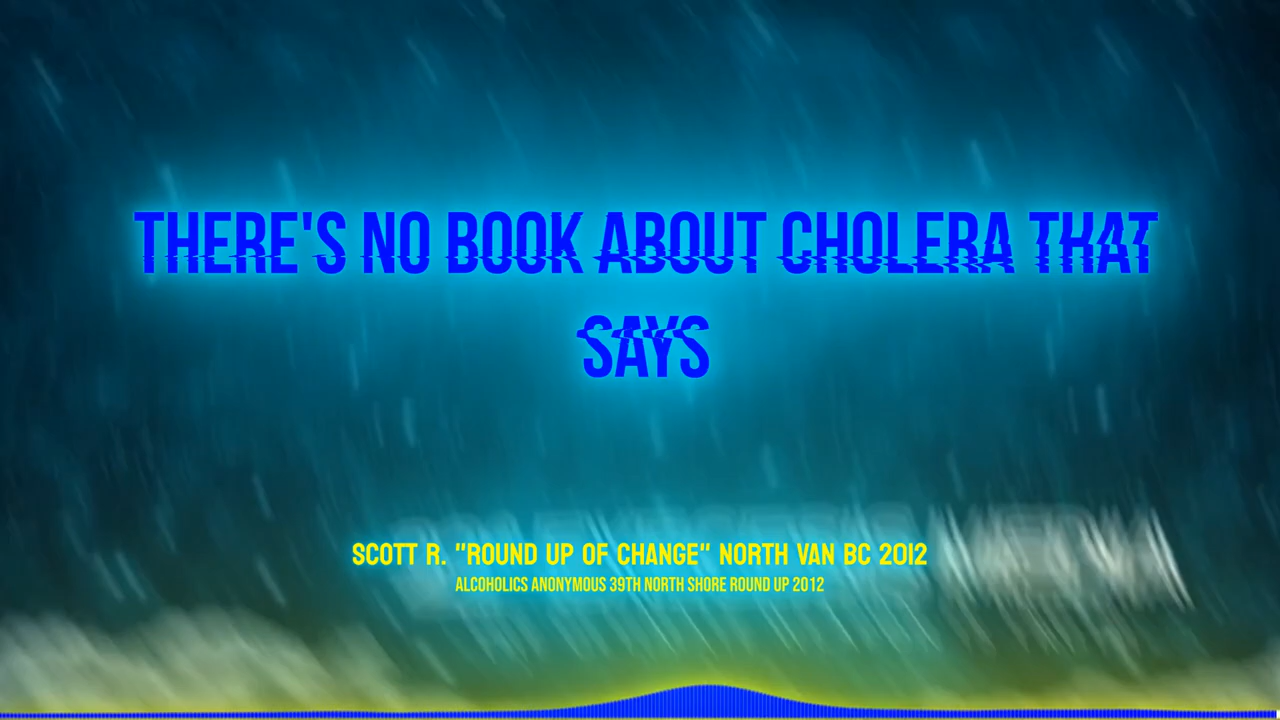 THERE'S NO BOOK ABOUT CHOLERA THAT
SAYS
SCOTT R. "ROUND UP OF CHANGE" NORTH VAN BC 2012
ALCOHOLICS ANONYMOUS 39TH NORTH SHORE ROUND UP 2012